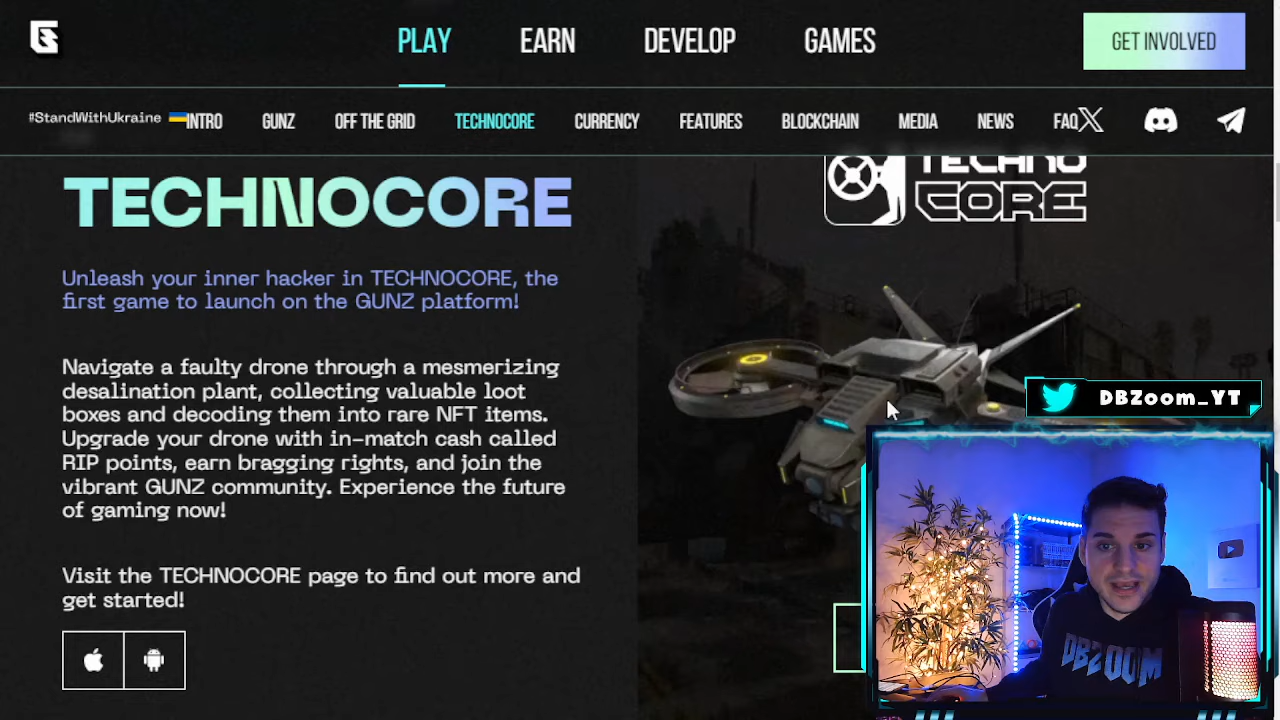 PLAY
EARN
DEVELOP
GAMES
GET INVOLVED
#StandWithUkraine
INTRO
GUNZ
OFF THE GRID
TECHNOCORE
CURRENCY
FEATURES
BLOCKCHAIN
MEDIA
NEWS
FAQ
TECHNOCORE
Unleash your inner hacker in TECHNOCORE, the
first game to launch on the GUNZ platform!
Navigate a faulty drone through a mesmerizing
desalination plant, collecting valuable loot
boxes and decoding them into rare NFT items.
Upgrade your drone with in-match cash called
RIP points, earn bragging rights, and join the
vibrant GUNZ community. Experience the future
of gaming now!
Visit the TECHNOCORE page to find out more and
get started!
TECHNO
CORE
DBZoom_YT
DBZOOM